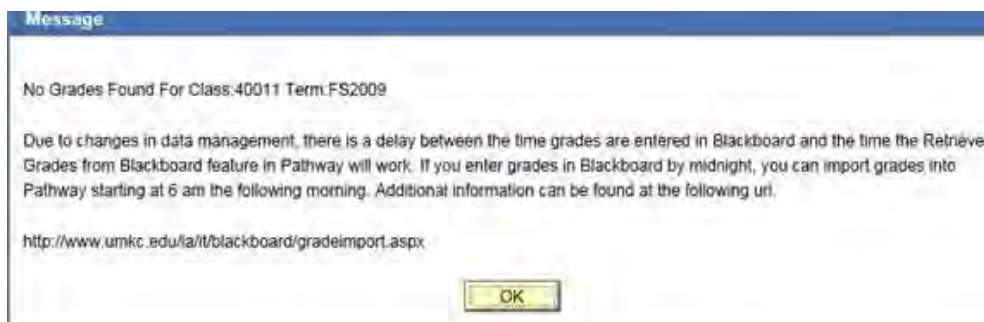 Message
No Grades Found For Class:40011 Term:FS2009
Due to changes in data management, there is a delay between the time grades are entered in Blackboard and the time the Retrieve
Grades from Blackboard feature in Pathway will work. If you enter grades in Blackboard by midnight, you can import grades into
Pathway starting at 6 am the following morning. Additional information can be found at the following url.
http://www.umkc.edu/ia/it/blackboard/gradeimport.aspx
OK